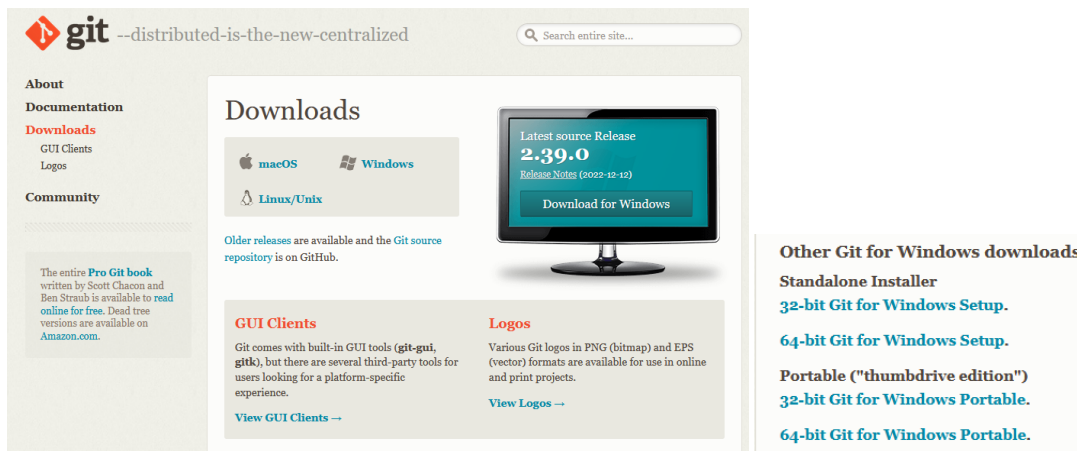 git --distributed-is-the-new-centralized
Search entire site...
About
Documentation
Downloads
GUI Clients
Logos
Community
The entire Pro Git book
written by Scott Chacon and
Ben Straub is available to read
online for free. Dead tree
versions are available on
Amazon.com.
Downloads
macOS
Windows
Linux/Unix
Older releases are available and the Git source
repository is on GitHub.
Latest source Release
2.39.0
Release Notes (2022-12-12)
Download for Windows
GUI Clients
Git comes with built-in GUI tools (git-gui,
gitk), but there are several third-party tools for
users looking for a platform-specific
experience.
View GUI Clients →
Logos
Various Git logos in PNG (bitmap) and EPS
(vector) formats are available for use in online
and print projects.
View Logos →
Other Git for Windows downloads
Standalone Installer
32-bit Git for Windows Setup.
64-bit Git for Windows Setup.
Portable ("thumbdrive edition")
32-bit Git for Windows Portable.
64-bit Git for Windows Portable.